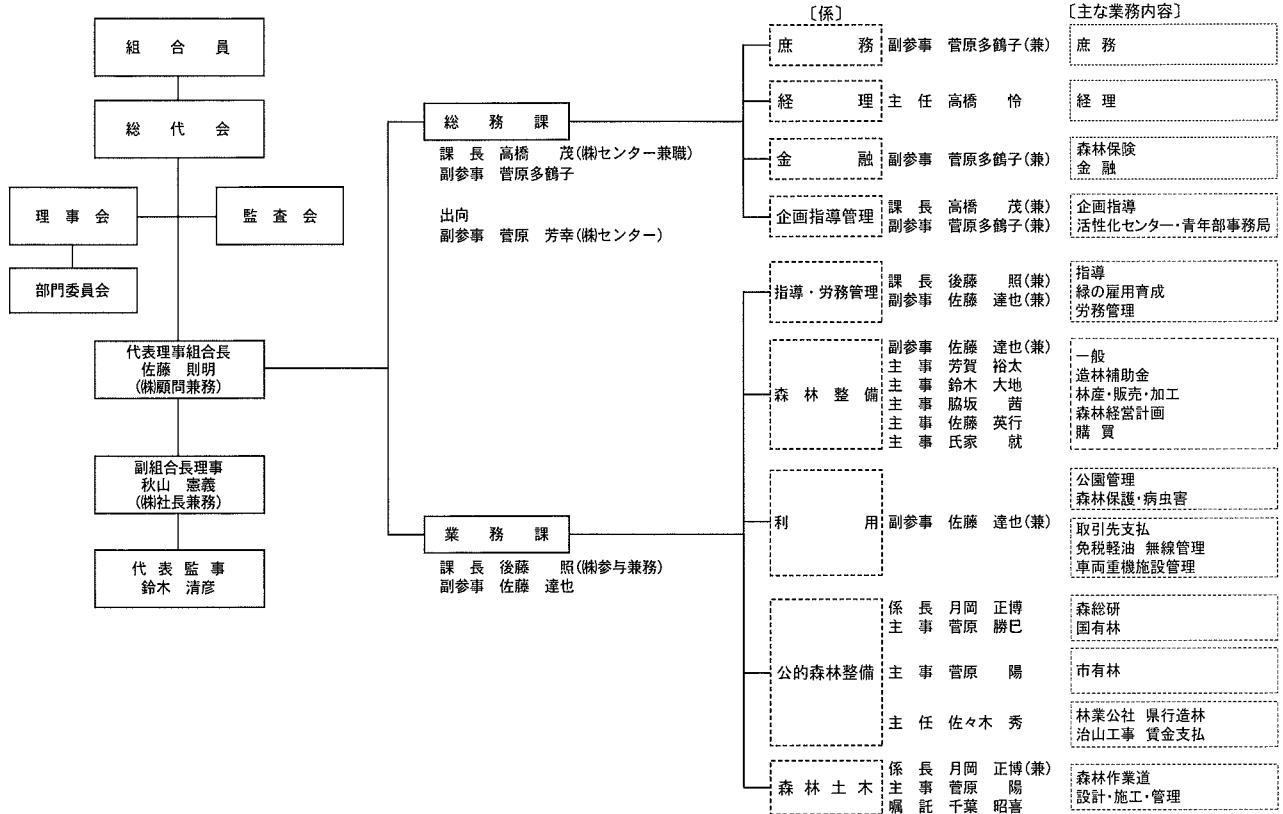 組合員
総代会
理事会
監査会
部門委員会
代表理事組合長
佐藤 則明
(㈱顧問兼務)
副組合長理事
秋山 憲義
(㈱社長兼務)
代表監事
鈴木 清彦
総務課
課長 高橋 茂(㈱センター兼職)
副参事 菅原多鶴子
出向
副参事 菅原 芳幸(㈱センター)
業務課
課長 後藤 照(㈱参与兼務)
副参事 佐藤 達也
〔係〕
〔主な業務内容〕
庶務 副参事 菅原多鶴子(兼)
庶務
経理 主任 高橋 怜
経理
金融 副参事 菅原多鶴子(兼)
森林保険
金融
企画指導管理
課長 高橋 茂(兼)
副参事 菅原多鶴子(兼)
企画指導
活性化センター・青年部事務局
指導・労務管理
課長 後藤 照(兼)
副参事 佐藤 達也(兼)
指導
緑の雇用育成
労務管理
森林整備
副参事 佐藤 達也(兼)
主事 芳賀 裕太
主事 鈴木 大地
主事 脇坂 茜
主事 佐藤 英行
主事 氏家 就
一般
造林補助金
林産・販売・加工
森林経営計画
購買
利用 副参事 佐藤 達也(兼)
公園管理
森林保護・病虫害
取引先支払
免税軽油 無線管理
車両重機施設管理
公的森林整備
係長 月岡 正博
主事 菅原 勝巳
森総研
国有林
主事 菅原 陽
市有林
主任 佐々木 秀
林業公社 県行造林
治山工事 賃金支払
森林土木
係長 月岡 正博(兼)
主事 菅原 陽
嘱託 千葉 昭喜
森林作業道
設計・施工・管理